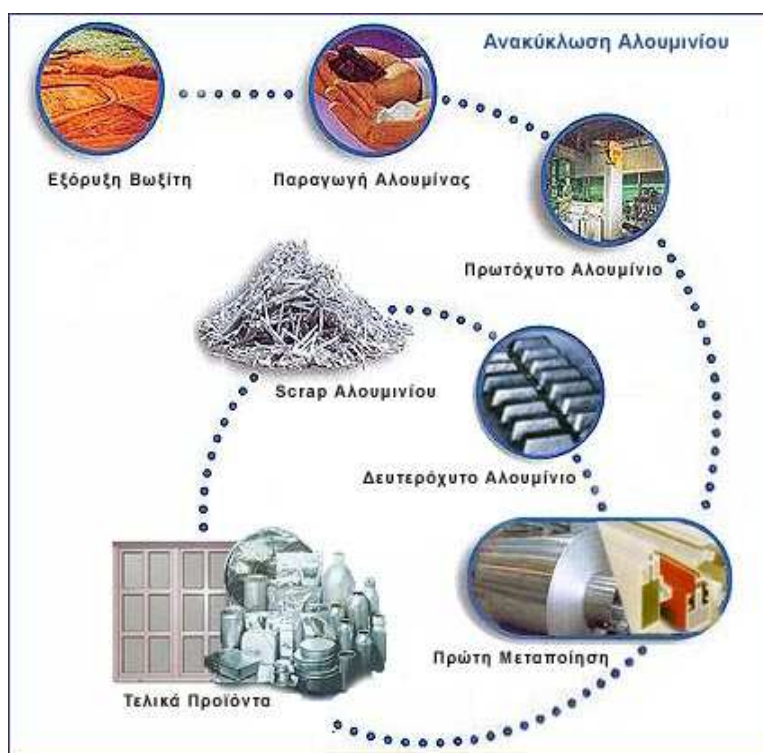 Ανακύκλωση Αλουμινίου
Εξόρυξη Βωξίτη
Παραγωγή Αλουμίνας
Πρωτόχυτο Αλουμίνιο
Scrap Αλουμινίου
Δευτερόχυτο Αλουμίνιο
Πρώτη Μεταποίηση
Τελικά Προϊόντα